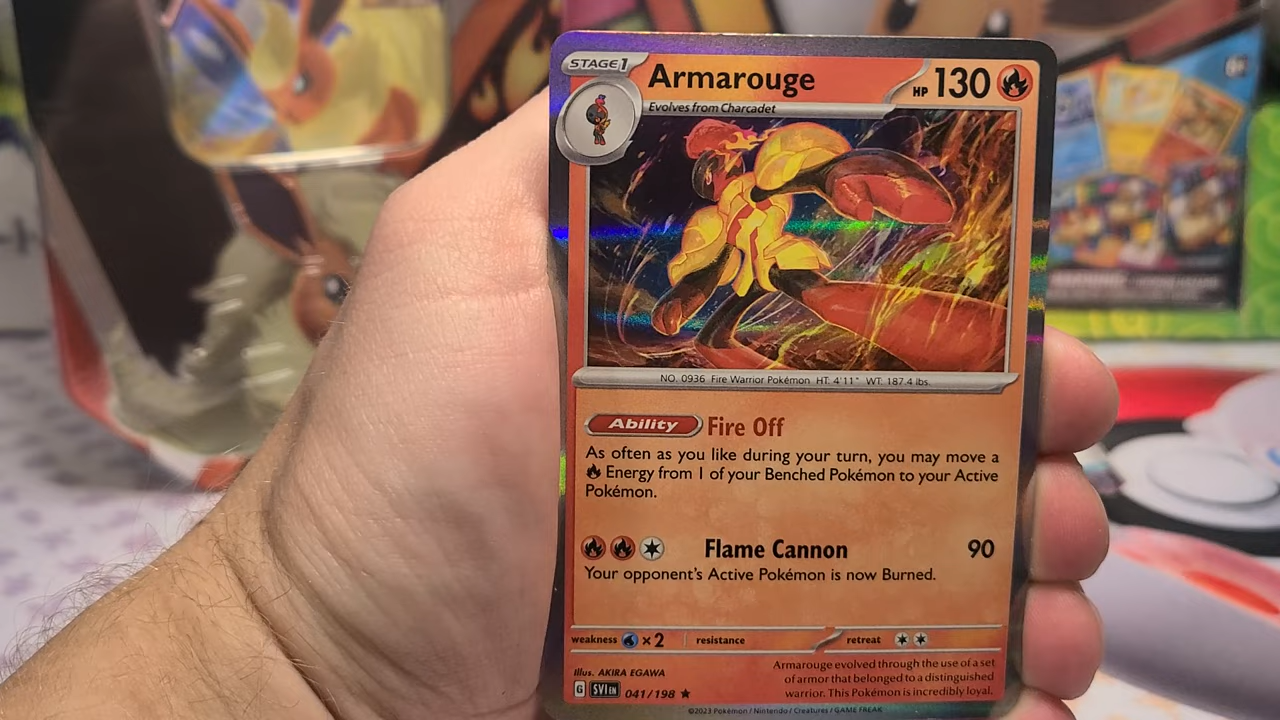 STAGE1
Armarouge
HP 130
Evolves from Charcadet
NO. 0936 Fire Warrior Pokémon HT: 4'11" WT: 187.4 lbs.
Ability Fire Off
As often as you like during your turn, you may move a
Energy from 1 of your Benched Pokémon to your Active
Pokémon.
Flame Cannon 90
Your opponent's Active Pokémon is now Burned.
weakness ×2 resistance retreat
Illus. AKIRA EGAWA
G SVI EN 041/198 ★
Armarouge evolved through the use of a set
of armor that belonged to a distinguished
warrior. This Pokémon is incredibly loyal.
©2023 Pokémon / Nintendo / Creatures / GAME FREAK